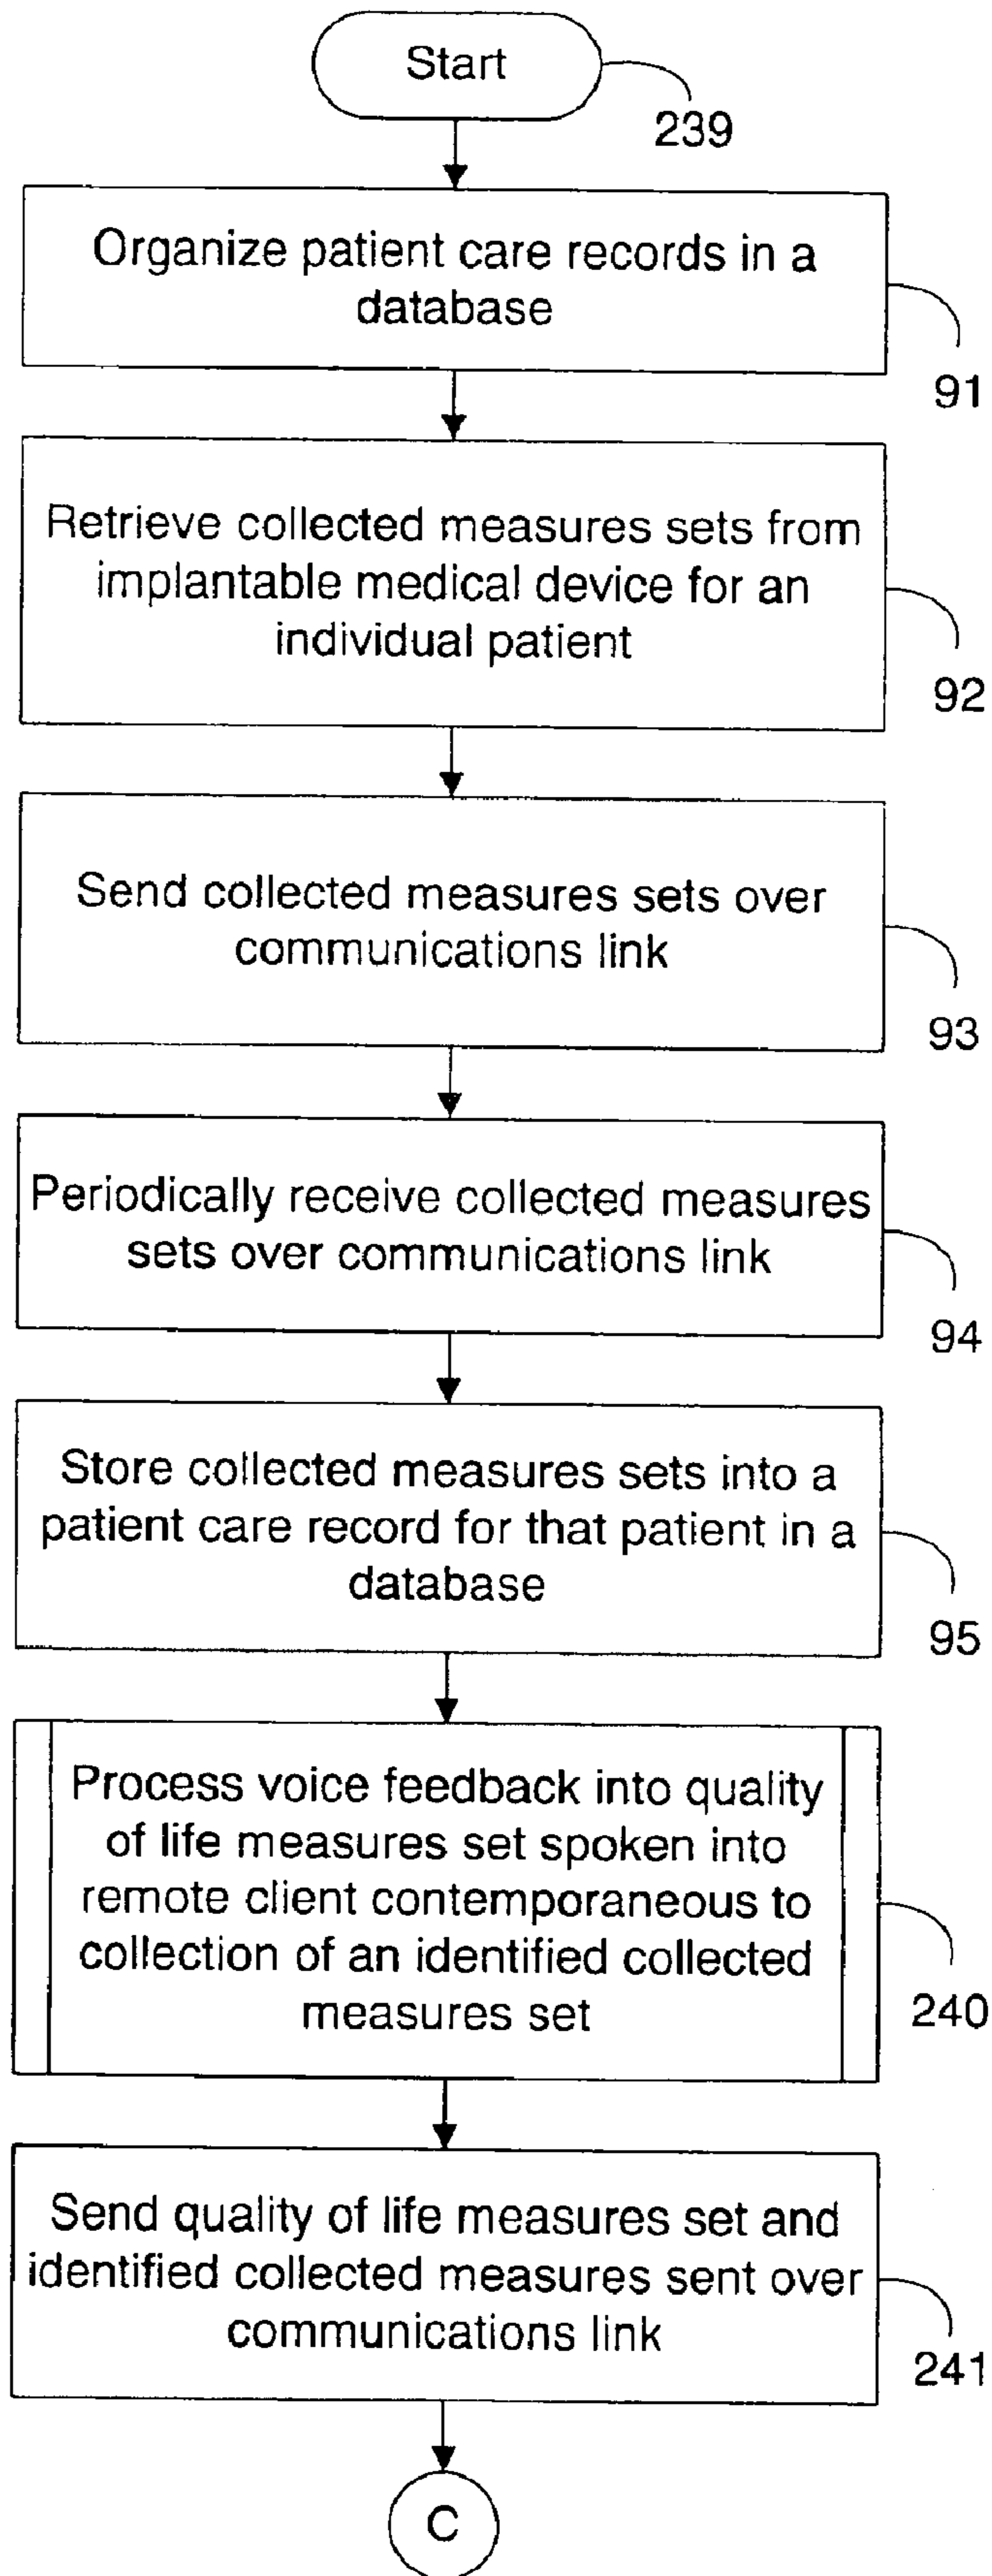 Start
239
Organize patient care records in a
database
91
Retrieve collected measures sets from
implantable medical device for an
individual patient
92
Send collected measures sets over
communications link
93
Periodically receive collected measures
sets over communications link
94
Store collected measures sets into a
patient care record for that patient in a
database
95
Process voice feedback into quality
of life measures set spoken into
remote client contemporaneous to
collection of an identified collected
measures set
240
Send quality of life measures set and
identified collected measures sent over
communications link
241
C